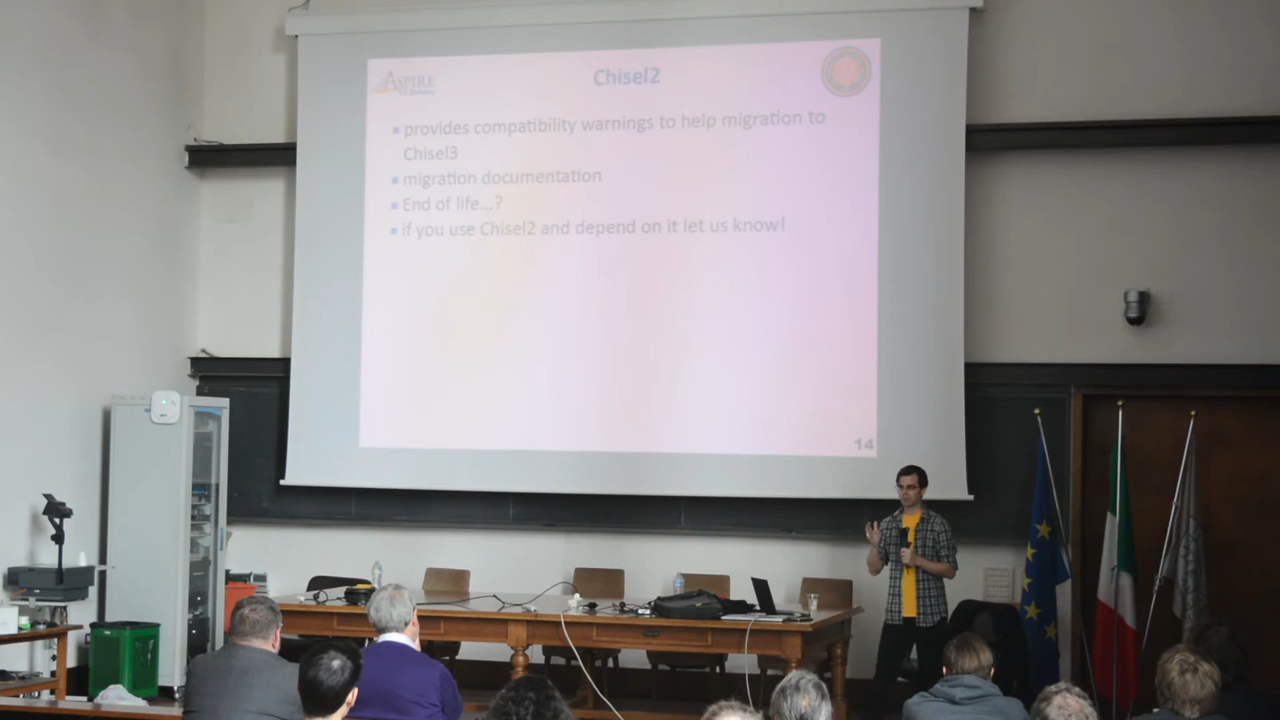 ASPIRE
Chisel2
provides compatibility warnings to help migration to
Chisel3
migration documentation
End of life...?
if you use Chisel2 and depend on it let us know!
14